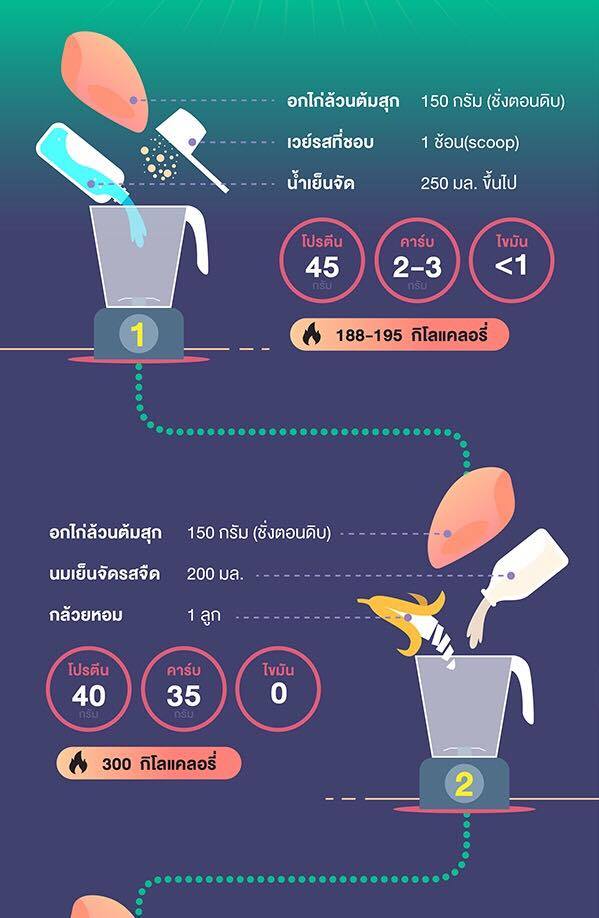 อกไก่ล้วนต้มสุก 150 กรัม (ชั่งตอนดิบ)
เวย์รสที่ชอบ 1 ช้อน(scoop)
น้ำเย็นจัด 250 มล. ขึ้นไป
โปรตีน 45 กรัม
คาร์บ 2-3 กรัม
ไขมัน <1
188-195 กิโลแคลอรี่
1
อกไก่ล้วนต้มสุก 150 กรัม (ชั่งตอนดิบ)
นมเย็นจัดรสจืด 200 มล.
กล้วยหอม 1 ลูก
โปรตีน 40 กรัม
คาร์บ 35 กรัม
ไขมัน 0
300 กิโลแคลอรี่
2